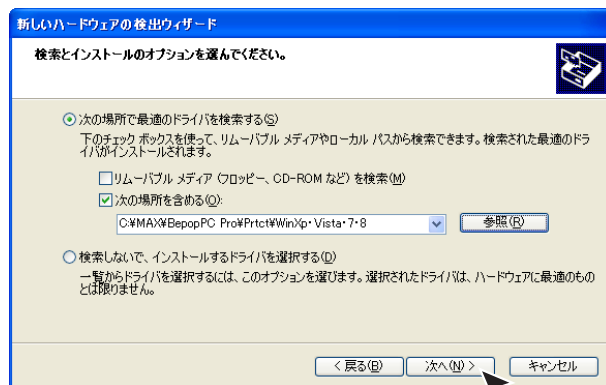 新しいハードウェアの検出ウィザード
検索とインストールのオプションを選んでください。
次の場所で最適のドライバを検索する(S)
下のチェック ボックスを使って、リムーバブル メディアやローカル パスから検索できます。検索された最適のドラ
イバがインストールされます。
リムーバブル メディア (フロッピー、CD-ROM など) を検索(M)
次の場所を含める(O):
C:¥MAX¥BepopPC Pro¥Prtct¥WinXp・Vista・7・8
参照(R)
検索しないで、インストールするドライバを選択する(D)
一覧からドライバを選択するには、このオプションを選びます。選択されたドライバは、ハードウェアに最適のもの
とは限りません。
< 戻る(B) 次へ(N) > キャンセル